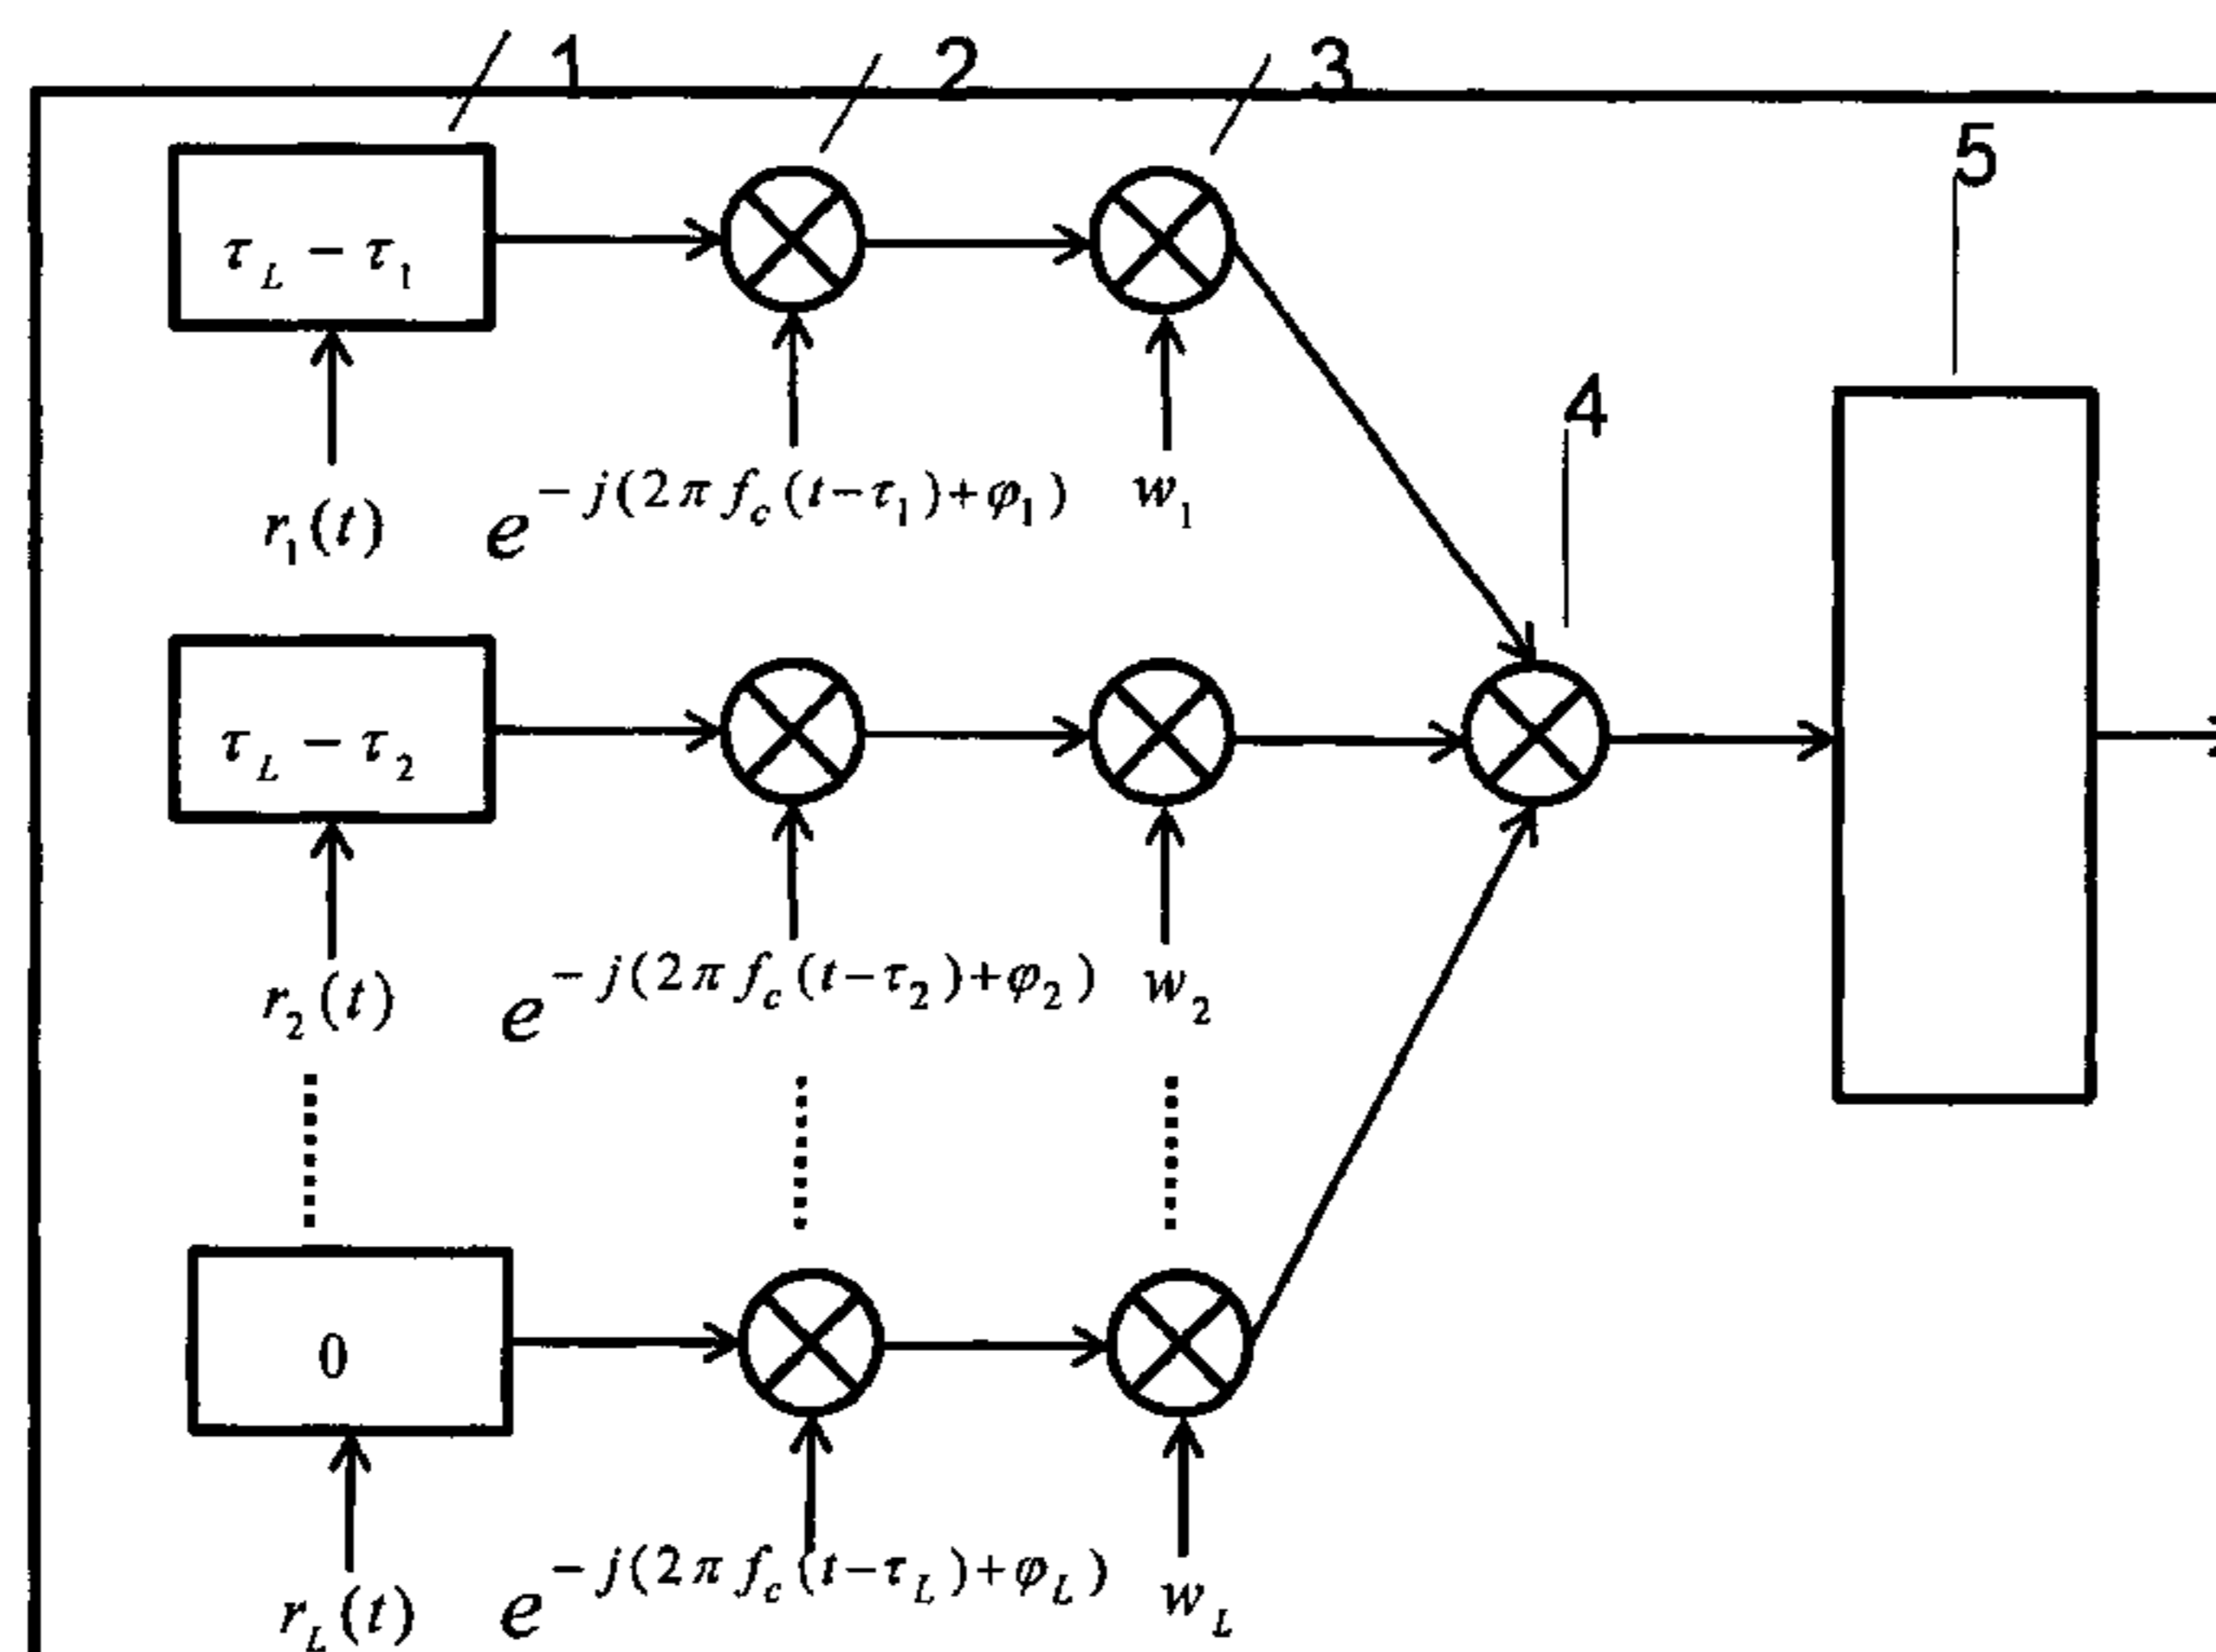 1 2 3
5
τ_L − τ_1
4
e^{−j(2πf_c(t−τ_1)+φ_1)} w_1
r_1(t)
τ_L − τ_2
r_2(t) e^{−j(2πf_c(t−τ_2)+φ_2)} w_2
0
r_L(t) e^{−j(2πf_c(t−τ_L)+φ_L)} w_L